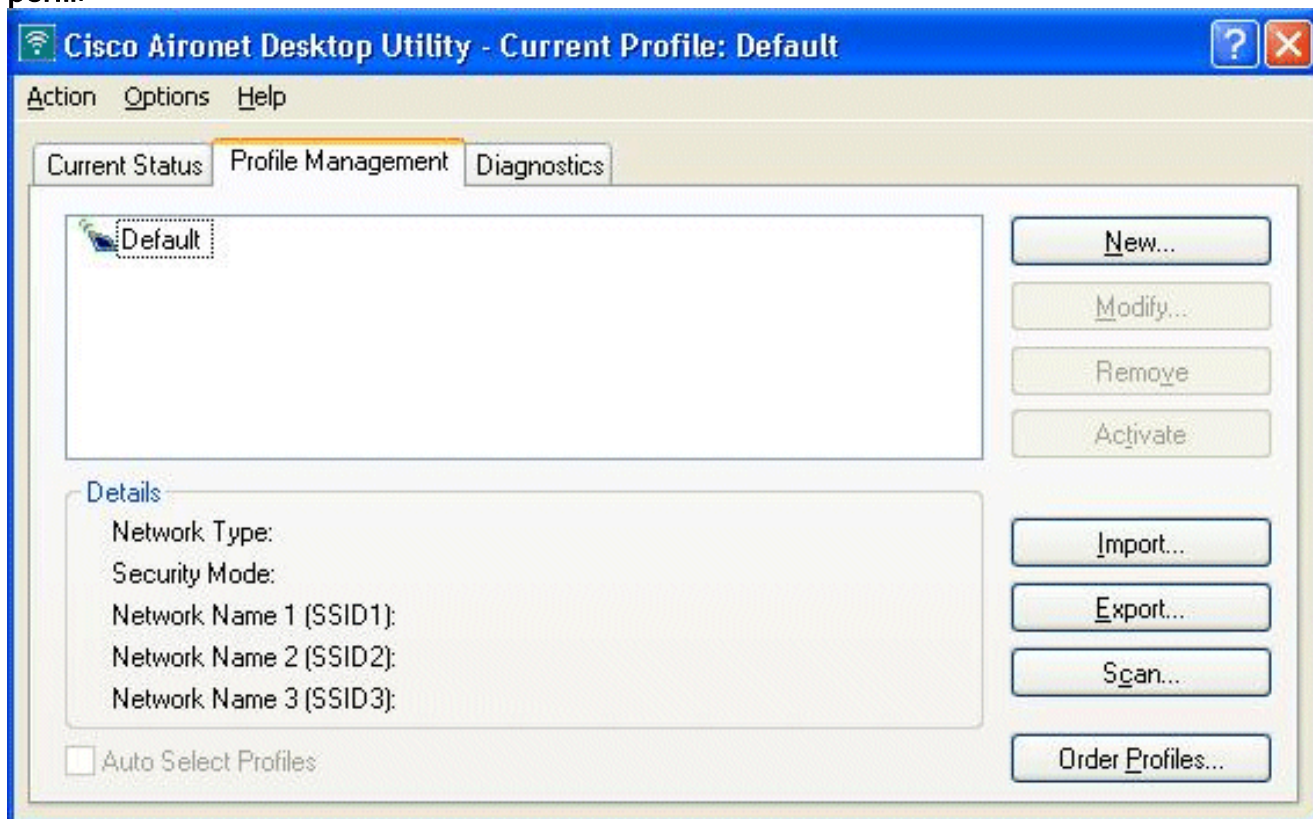 perfil.
Cisco Aironet Desktop Utility - Current Profile: Default
Action Options Help
Current Status Profile Management Diagnostics
Default
New...
Modify...
Remove
Activate
Details
Network Type:
Security Mode:
Network Name 1 (SSID1):
Network Name 2 (SSID2):
Network Name 3 (SSID3):
Import...
Export...
Scan...
Auto Select Profiles
Order Profiles...